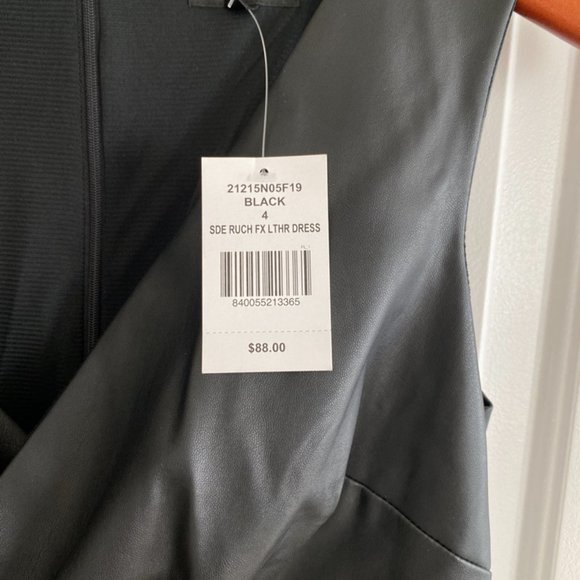 21215N05F19
BLACK
4
SDE RUCH FX LTHR DRESS
840055213365
$88.00